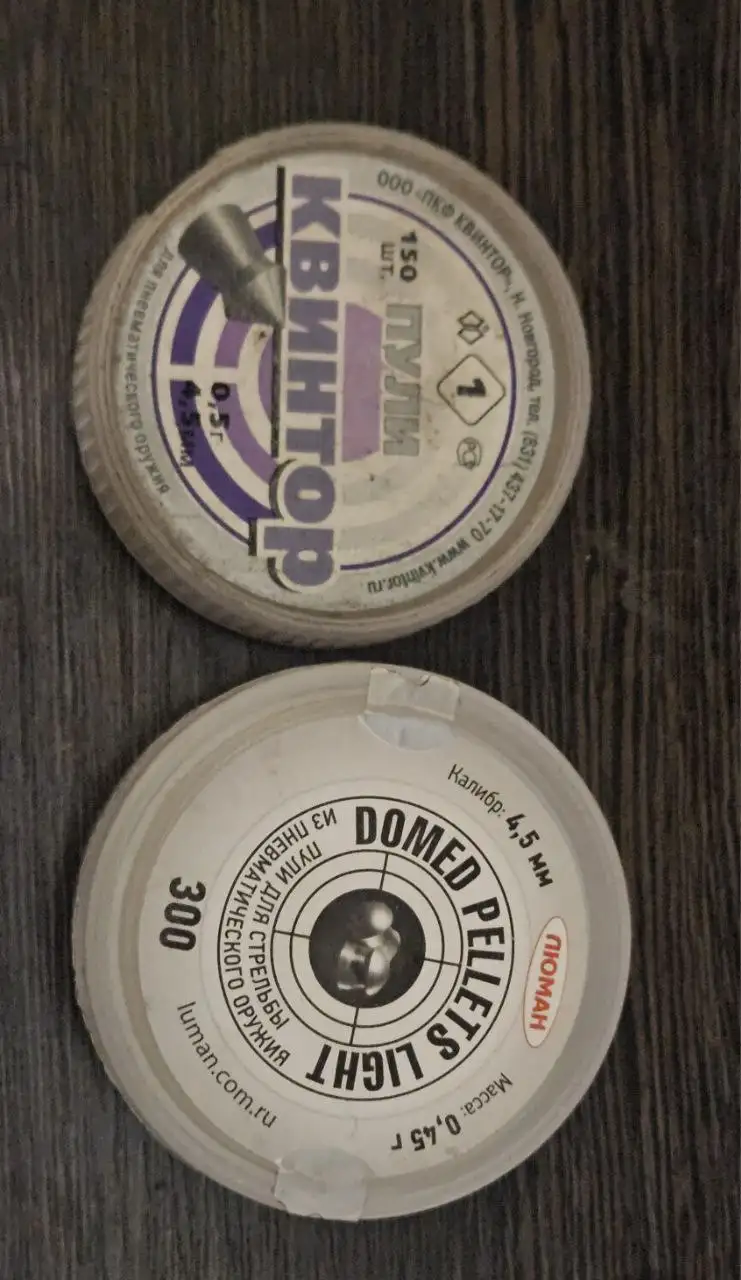 ООО «ПКФ КВИНТОР», Н. Новгород, тел. (831) 437-17-70 www.kvintor.ru
1
РСТ
150
ШТ.
ПУЛИ
КВИНТОР
0,5г
4,5мм
Для пневматического оружия
Калибр: 4,5 мм
ЛЮМАН
Масса: 0,45 г
DOMED PELLETS LIGHT
ПУЛИ ДЛЯ СТРЕЛЬБЫ
ИЗ ПНЕВМАТИЧЕСКОГО ОРУЖИЯ
300
luman.com.ru